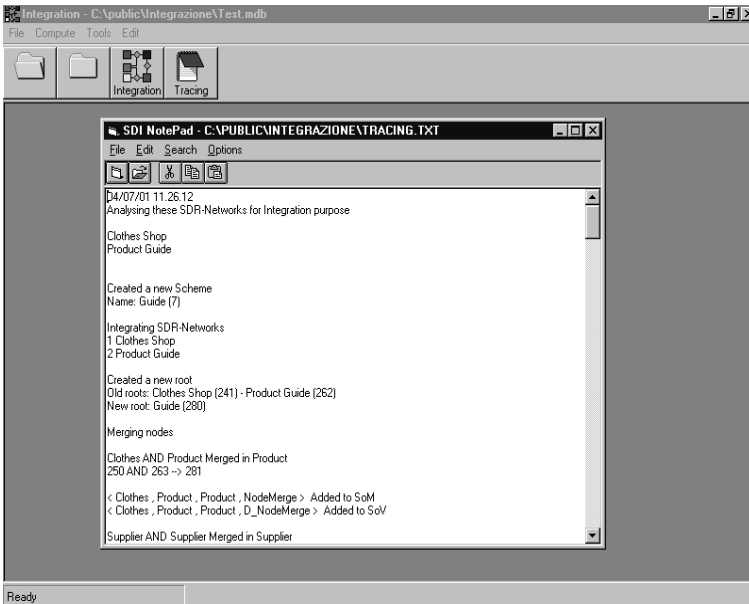 Integration - C:\public\Integrazione\Test.mdb
File Compute Tools Edit
Integration Tracing
SDI NotePad - C:\PUBLIC\INTEGRAZIONE\TRACING.TXT
File Edit Search Options
04/07/01 11.26.12
Analysing these SDR-Networks for Integration purpose
Clothes Shop
Product Guide
Created a new Scheme
Name: Guide (7)
Integrating SDR-Networks
1 Clothes Shop
2 Product Guide
Created a new root
Old roots: Clothes Shop (241) - Product Guide (262)
New root: Guide (280)
Merging nodes
Clothes AND Product Merged in Product
250 AND 263 --> 281
< Clothes , Product , Product , NodeMerge > Added to SoM
< Clothes , Product , Product , D_NodeMerge > Added to SoV
Supplier AND Supplier Merged in Supplier
Ready